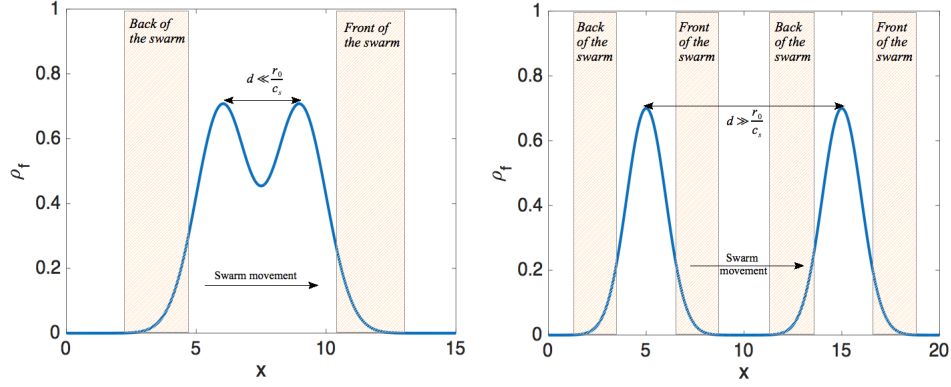 1
0.8
0.6
0.4
0.2
0
ρf
Back of
the swarm
Front of
the swarm
d ≪ r0/cs
Swarm movement
0
5
10
15
x
1
0.8
0.6
0.4
0.2
0
ρf
Back
of the
swarm
Front of
the
swarm
Back of
the
swarm
Front of
the
swarm
d ≫ r0/cs
Swarm
movement
0
5
10
15
20
x